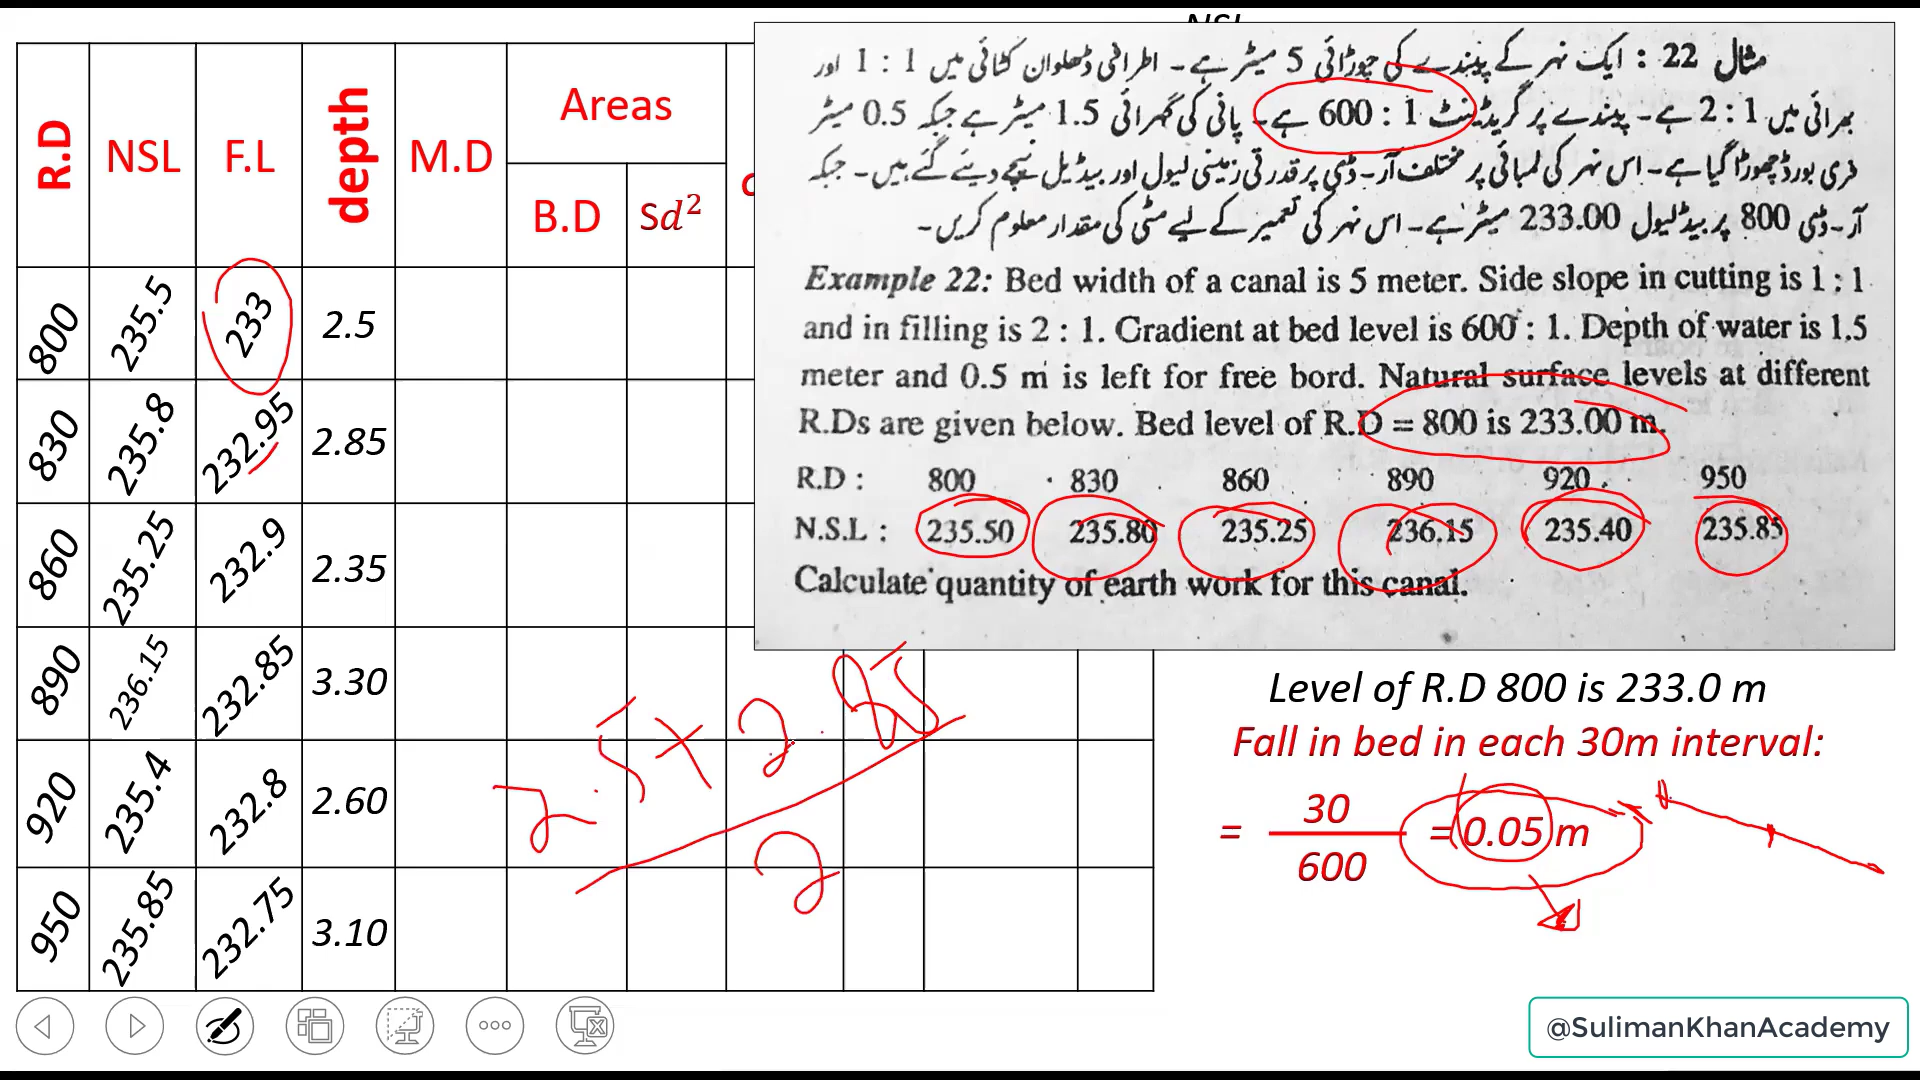 R.D NSL F.L depth M.D Areas
B.D Sd²
800 235.5 233 2.5
830 235.8 232.95 2.85
860 235.25 232.9 2.35
890 236.15 232.85 3.30
920 235.4 232.8 2.60
950 235.85 232.75 3.10
مثال 22 : ایک نہر کے پیندے کی چوڑائی 5 میٹر ہے۔ اطرافی ڈھلوان کٹائی میں 1 : 1 اور
بھرائی میں 1 : 2 ہے۔ پیندے پر گریڈینٹ 1 : 600 ہے۔ پانی کی گہرائی 1.5 میٹر ہے جبکہ 0.5 میٹر
فری بورڈ چھوڑا گیا ہے۔ اس نہر کی لمبائی پر مختلف آر۔ڈی پر قدرتی زمینی لیول اور بیڈ لیول نیچے دیئے گئے ہیں۔ جبکہ
آر۔ڈی 800 پر بیڈ لیول 233.00 میٹر ہے۔ اس نہر کی تعمیر کے لیے مٹی کی مقدار معلوم کریں۔
Example 22: Bed width of a canal is 5 meter. Side slope in cutting is 1 : 1
and in filling is 2 : 1. Gradient at bed level is 600 : 1. Depth of water is 1.5
meter and 0.5 m is left for free bord. Natural surface levels at different
R.Ds are given below. Bed level of R.D = 800 is 233.00 m.
R.D : 800 830 860 890 920 950
N.S.L : 235.50 235.80 235.25 236.15 235.40 235.85
Calculate quantity of earth work for this canal.
Level of R.D 800 is 233.0 m
Fall in bed in each 30m interval:
= 30
600
= 0.05 m
2.5+2.85
2
@SulimanKhanAcademy